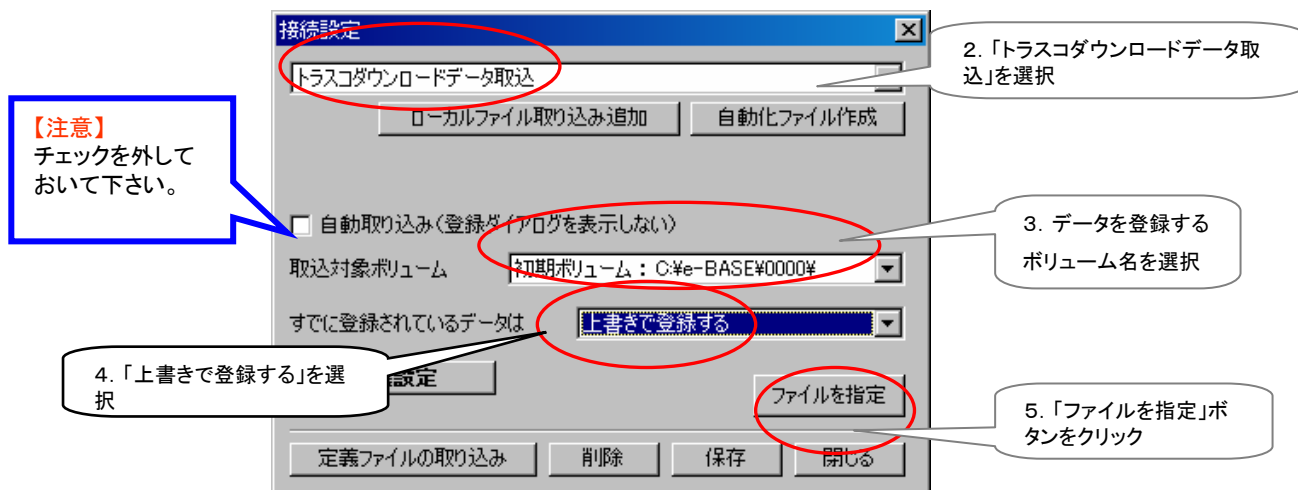 接続設定
2. 「トラスコダウンロードデータ取
込」を選択
トラスコダウンロードデータ取込
ローカルファイル取り込み追加
自動化ファイル作成
【注意】
チェックを外して
おいて下さい。
自動取り込み(登録ダイアログを表示しない)
3. データを登録する
ボリューム名を選択
取込対象ボリューム
初期ボリューム: C:¥e-BASE¥0000¥
すでに登録されているデータは
上書きで登録する
4. 「上書きで登録する」を選
択
設定
ファイルを指定
5. 「ファイルを指定」ボ
タンをクリック
定義ファイルの取り込み
削除
保存
閉じる